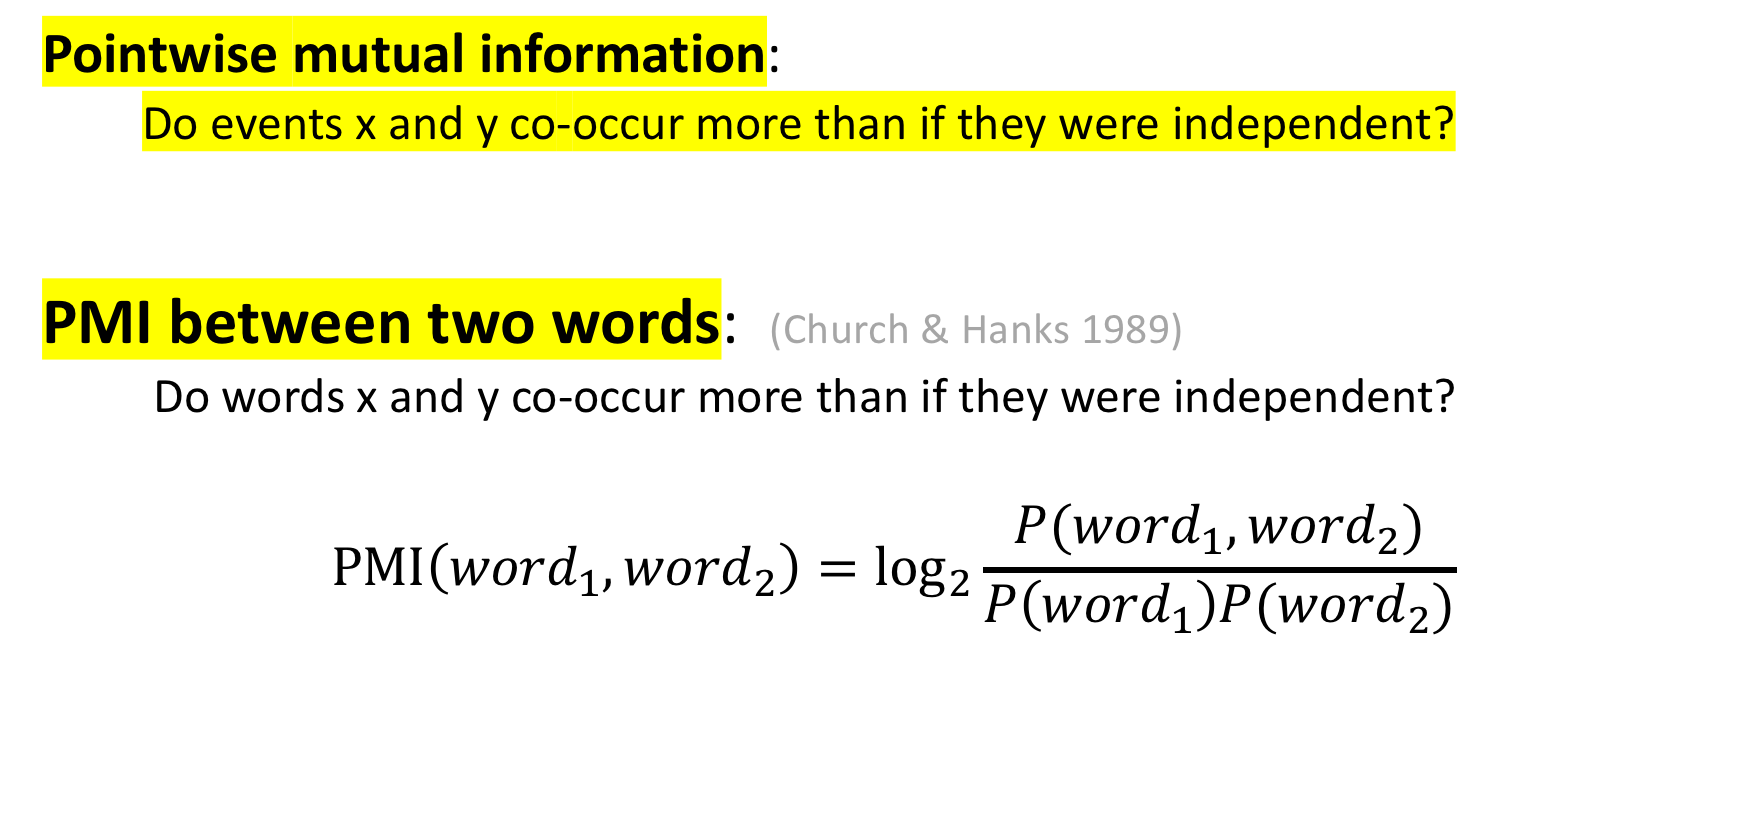 Pointwise mutual information:
Do events x and y co-occur more than if they were independent?
PMI between two words: (Church & Hanks 1989)
Do words x and y co-occur more than if they were independent?
PMI(word₁, word₂) = log₂ P(word₁, word₂) / P(word₁)P(word₂)